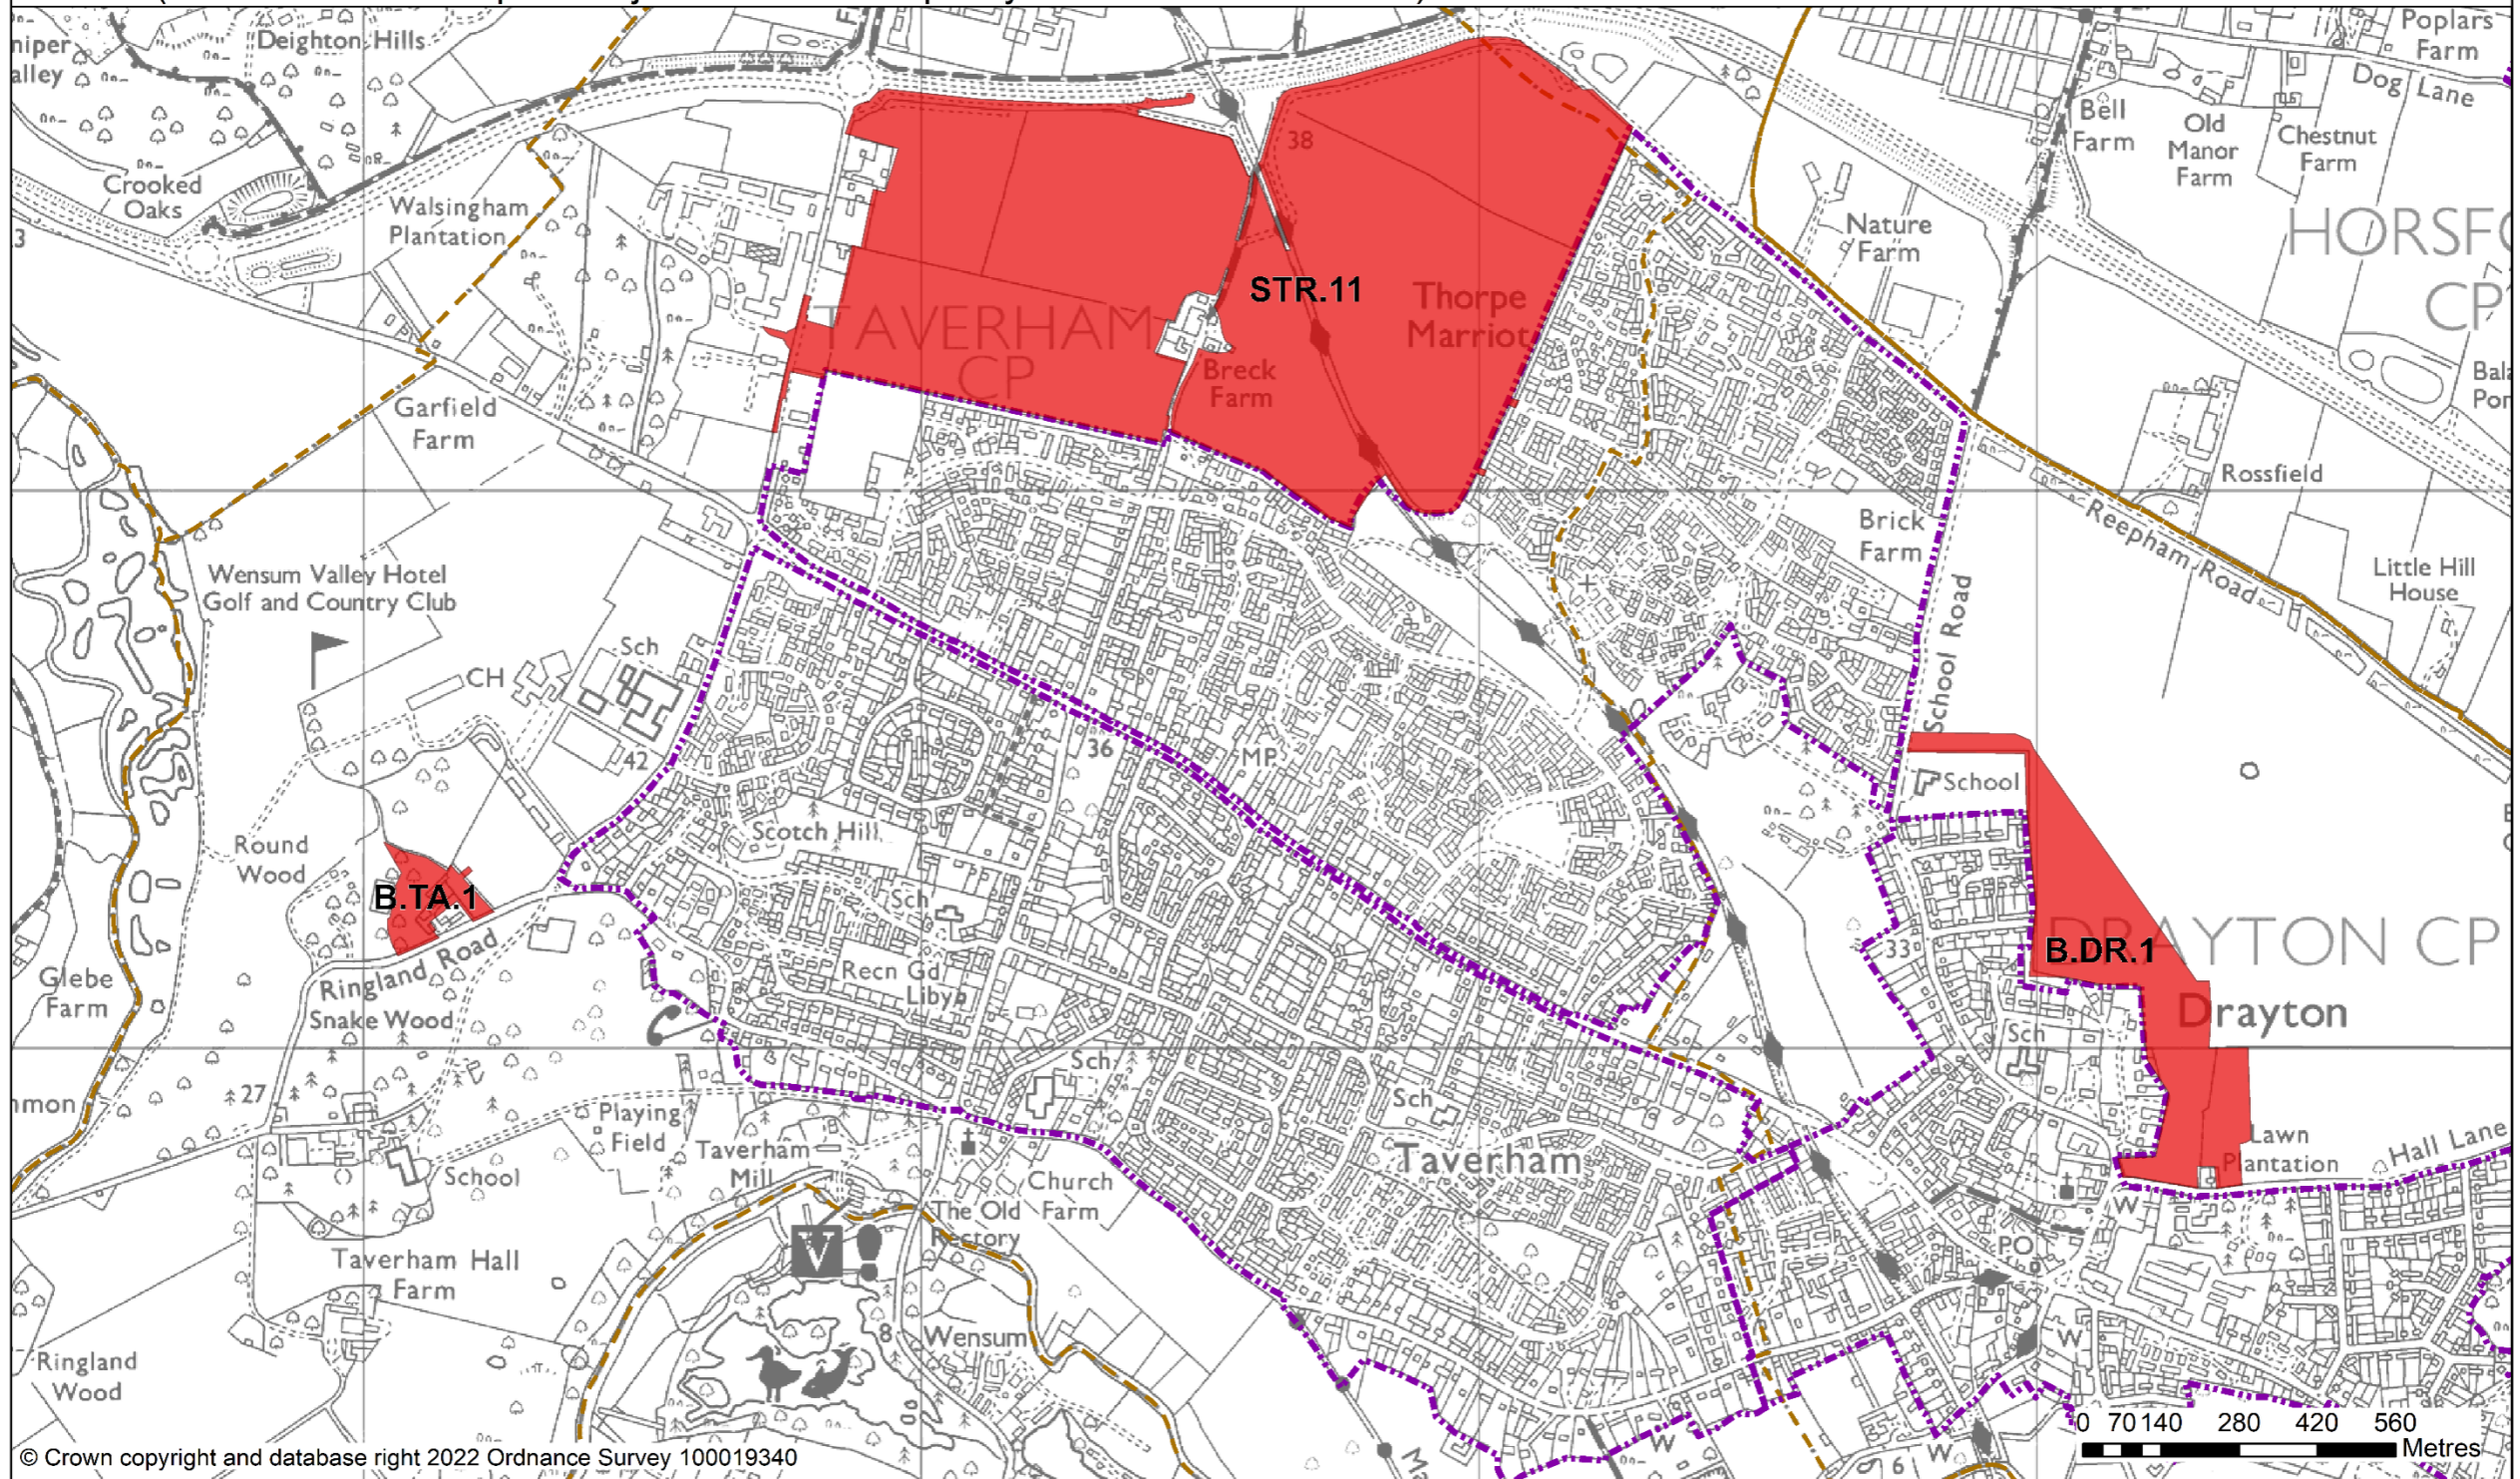 Deighton Hills
Poplars
Farm
Dog Lane
Bell
Farm
Old
Manor
Farm
Chestnut
Farm
38
Crooked
Oaks
Walsingham
Plantation
3
Nature
Farm
STR.11
Thorpe
Marriot
TAVERHAM
CP
CP
Breck
Farm
Garfield
Farm
Rossfield
Brick
Farm
Reepham Road
Little Hill
House
Wensum Valley Hotel
Golf and Country Club
School Road
Sch
CH
42
36
MP
School
Scotch Hill
Round
Wood
B.TA.1
Sch
33
B.DR.1
DRAYTON CP
Drayton
Ringland Road
Glebe
Farm
Snake Wood
Recn Gd
Liby
Sch
Sch
Sch
27
Playing
Field
Taverham
Mill
School
Church
Farm
Taverham
Lawn
Plantation
Hall Lane
The Old
Rectory
W
PO
Taverham Hall
Farm
V
8
Wensum
W
Ringland
Wood
0 70 140 280 420 560
Metres
W
W
6
© Crown copyright and database right 2022 Ordnance Survey 100019340